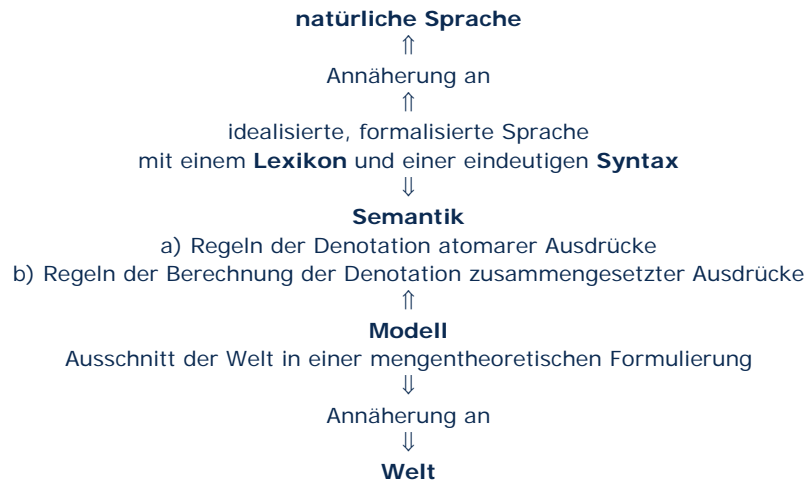 natürliche Sprache
⇑
Annäherung an
⇑
idealisierte, formalisierte Sprache
mit einem Lexikon und einer eindeutigen Syntax
⇓
Semantik
a) Regeln der Denotation atomarer Ausdrücke
b) Regeln der Berechnung der Denotation zusammengesetzter Ausdrücke
⇑
Modell
Ausschnitt der Welt in einer mengentheoretischen Formulierung
⇓
Annäherung an
⇓
Welt